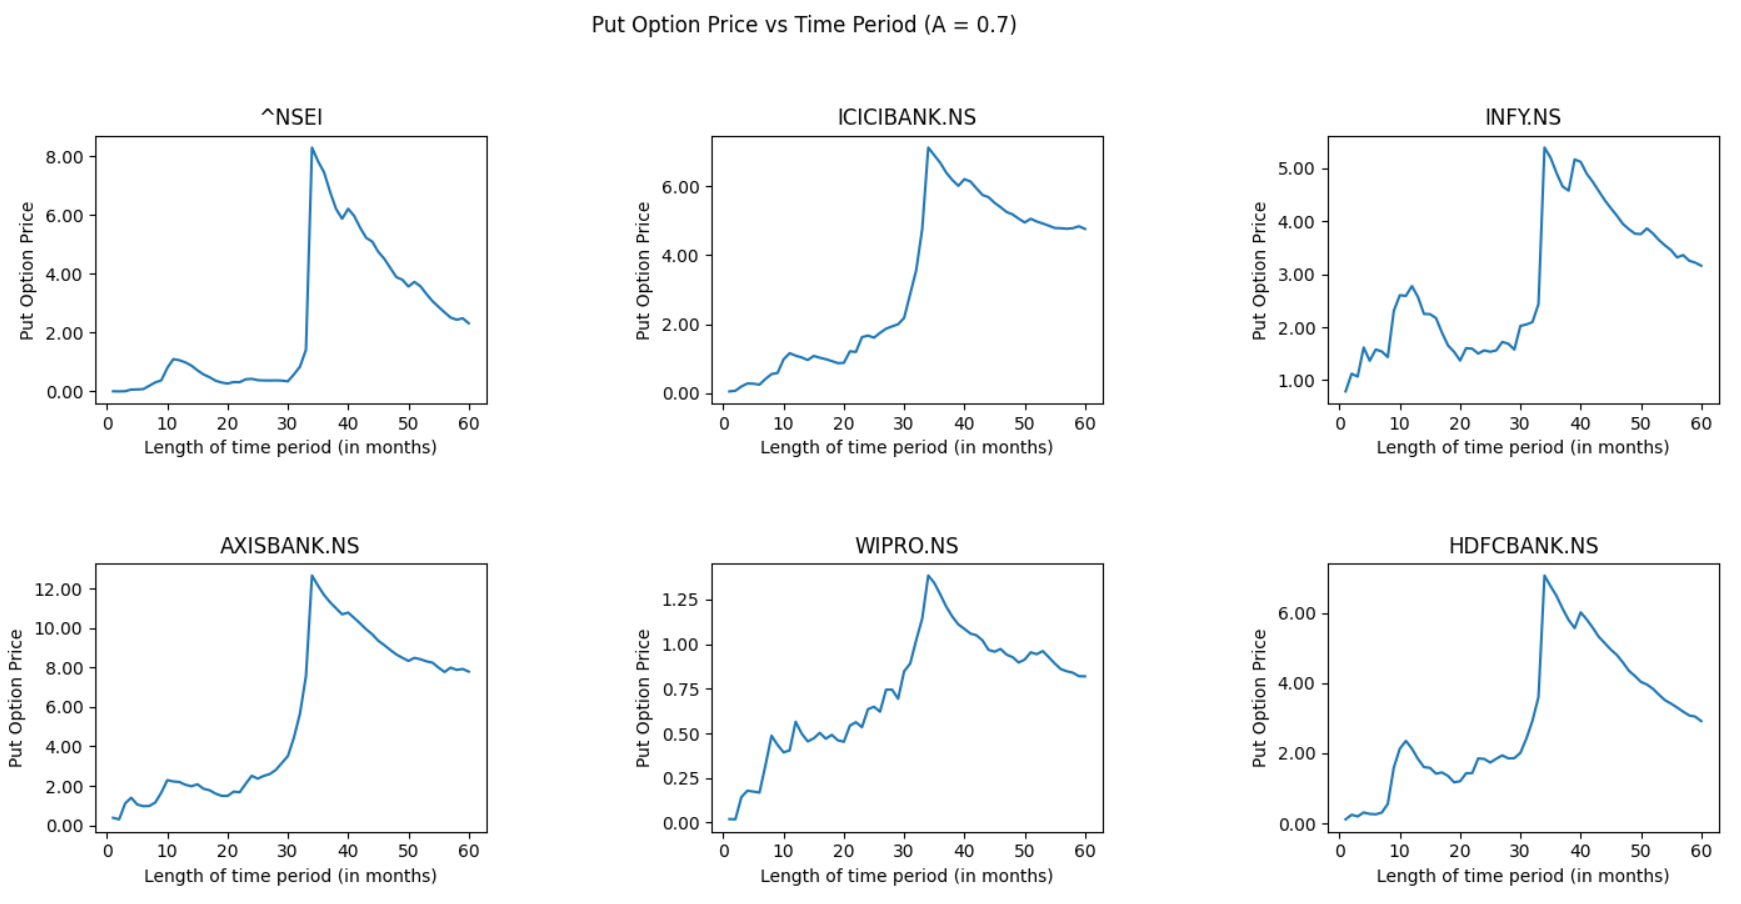 Put Option Price vs Time Period (A = 0.7)
^NSEI
8.00
6.00
4.00
2.00
0.00
0 10 20 30 40 50 60
Put Option Price
Length of time period (in months)
ICICIBANK.NS
6.00
4.00
2.00
0.00
0 10 20 30 40 50 60
Put Option Price
Length of time period (in months)
INFY.NS
5.00
4.00
3.00
2.00
1.00
0 10 20 30 40 50 60
Put Option Price
Length of time period (in months)
AXISBANK.NS
12.00
10.00
8.00
6.00
4.00
2.00
0.00
0 10 20 30 40 50 60
Put Option Price
Length of time period (in months)
WIPRO.NS
1.25
1.00
0.75
0.50
0.25
0.00
0 10 20 30 40 50 60
Put Option Price
Length of time period (in months)
HDFCBANK.NS
6.00
4.00
2.00
0.00
0 10 20 30 40 50 60
Put Option Price
Length of time period (in months)